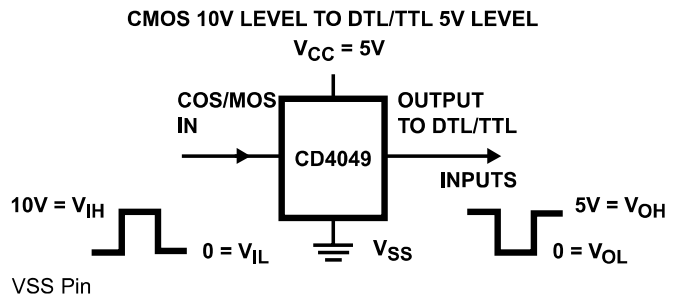 CMOS 10V LEVEL TO DTL/TTL 5V LEVEL
VCC = 5V
COS/MOS
IN
CD4049
OUTPUT
TO DTL/TTL
INPUTS
10V = VIH
0 = VIL
VSS
5V = VOH
0 = VOL
VSS Pin